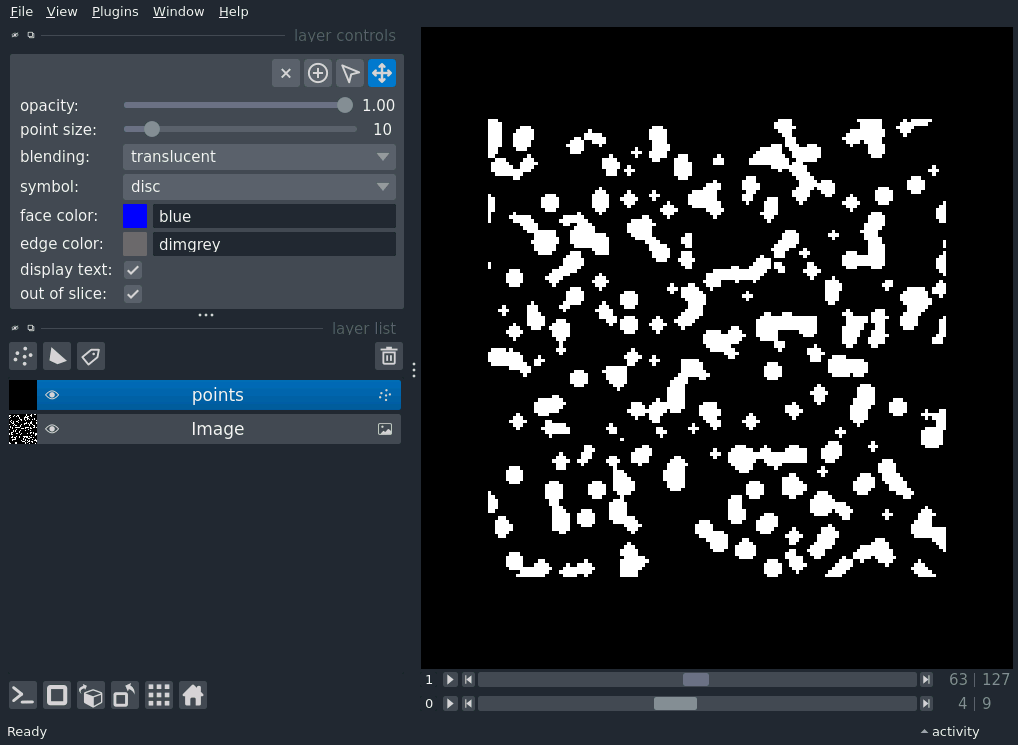 File View Plugins Window Help
layer controls
opacity: 1.00
point size: 10
blending: translucent
symbol: disc
face color: blue
edge color: dimgrey
display text:
out of slice:
layer list
points
Image
1 63 | 127
0 4 | 9
Ready activity